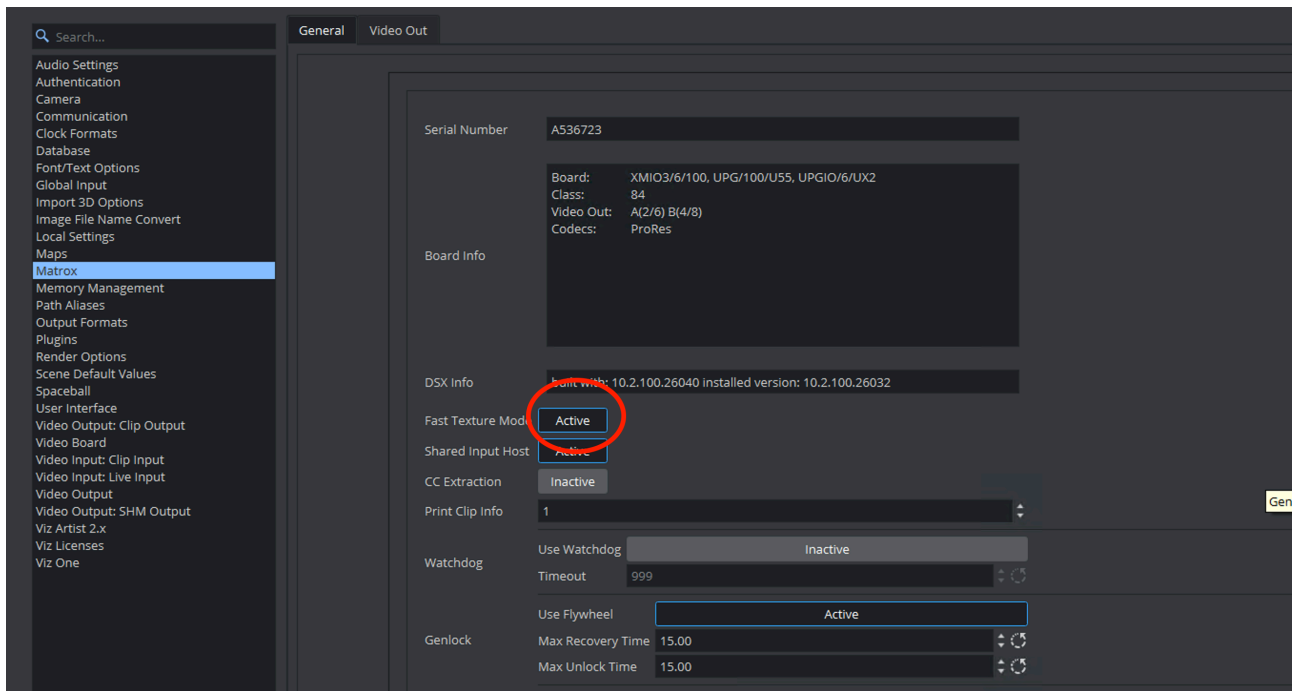 Search...
General Video Out
Audio Settings
Authentication
Camera
Communication
Clock Formats
Database
Font/Text Options
Global Input
Import 3D Options
Image File Name Convert
Local Settings
Maps
Matrox
Memory Management
Path Aliases
Output Formats
Plugins
Render Options
Scene Default Values
Spaceball
User Interface
Video Output: Clip Output
Video Board
Video Input: Clip Input
Video Input: Live Input
Video Output
Video Output: SHM Output
Viz Artist 2.x
Viz Licenses
Viz One
Serial Number A536723
Board Info
Board: XMIO3/6/100, UPG/100/U55, UPGIO/6/UX2
Class: 84
Video Out: A(2/6) B(4/8)
Codecs: ProRes
DSX Info built with: 10.2.100.26040 installed version: 10.2.100.26032
Fast Texture Mode Active
Shared Input Host Active
CC Extraction Inactive
Print Clip Info 1
Gen
Watchdog
Use Watchdog Inactive
Timeout 999
Genlock
Use Flywheel Active
Max Recovery Time 15.00
Max Unlock Time 15.00